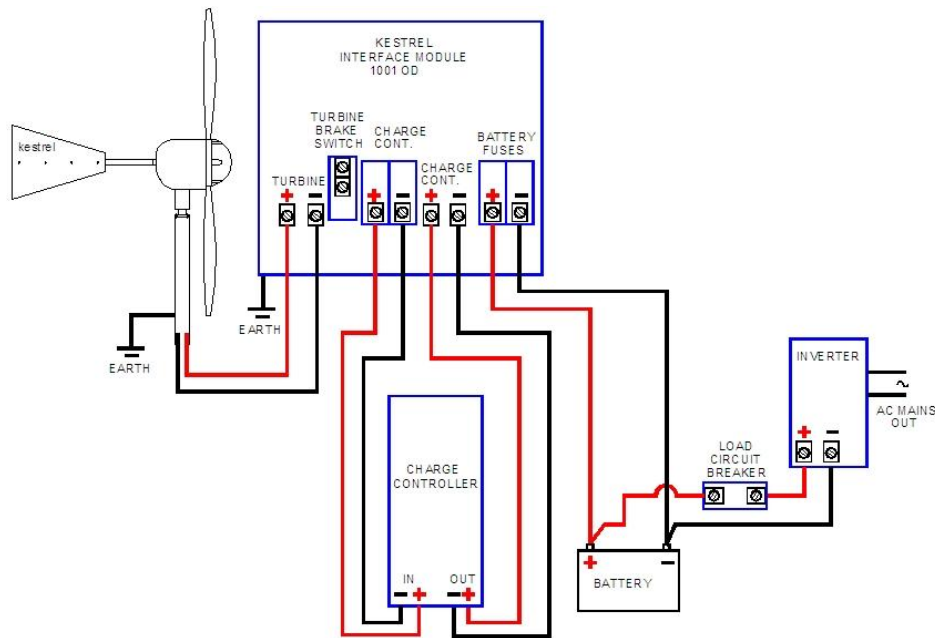 KESTREL
INTERFACE MODULE
1001 OD
kestrel
TURBINE
BRAKE
SWITCH
CHARGE
CONT.
BATTERY
FUSES
TURBINE
CHARGE
CONT.
+ − + − + − + −
EARTH
EARTH
INVERTER
AC MAINS
OUT
+ −
LOAD
CIRCUIT
BREAKER
CHARGE
CONTROLLER
IN
OUT
− + − +
+ −
BATTERY